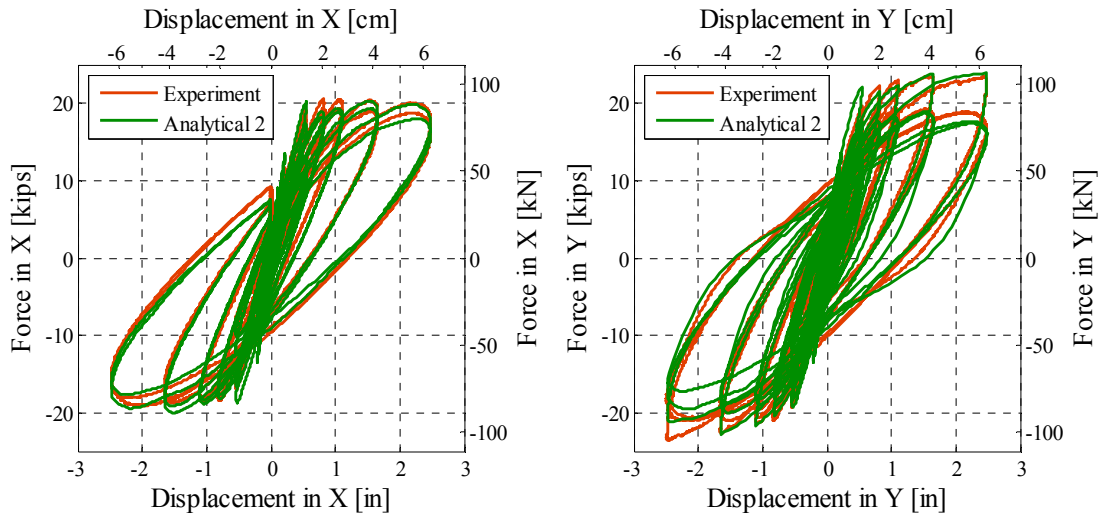 Displacement in X [cm]
-6 -4 -2 0 2 4 6
Experiment
Analytical 2
20
10
0
-10
-20
Force in X [kips]
100
50
0
-50
-100
Force in X [kN]
-3 -2 -1 0 1 2 3
Displacement in X [in]
Displacement in Y [cm]
-6 -4 -2 0 2 4 6
Experiment
Analytical 2
20
10
0
-10
-20
Force in Y [kips]
100
50
0
-50
-100
Force in Y [kN]
-3 -2 -1 0 1 2 3
Displacement in Y [in]